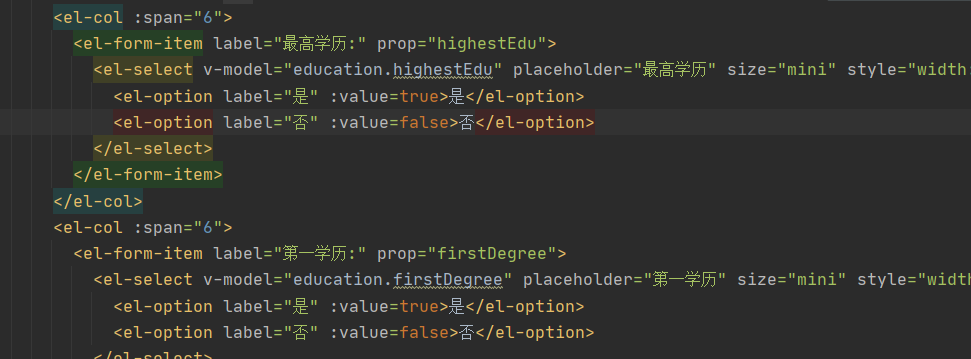 <el-col :span="6">
<el-form-item label="最高学历:" prop="highestEdu">
<el-select v-model="education.highestEdu" placeholder="最高学历" size="mini" style="width:
<el-option label="是" :value=true>是</el-option>
<el-option label="否" :value=false>否</el-option>
</el-select>
</el-form-item>
</el-col>
<el-col :span="6">
<el-form-item label="第一学历:" prop="firstDegree">
<el-select v-model="education.firstDegree" placeholder="第一学历" size="mini" style="width
<el-option label="是" :value=true>是</el-option>
<el-option label="否" :value=false>否</el-option>
</el-select>